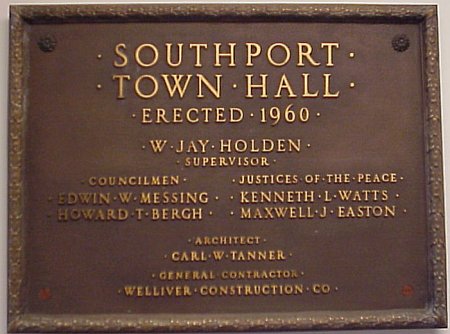 · SOUTHPORT ·
· TOWN · HALL ·
· ERECTED · 1960 ·
· W · JAY · HOLDEN ·
· SUPERVISOR ·
· COUNCILMEN ·
· EDWIN · W · MESSING ·
· HOWARD · T · BERGH ·
· JUSTICES · OF · THE · PEACE ·
· KENNETH · L · WATTS ·
· MAXWELL · J · EASTON ·
· ARCHITECT ·
· CARL · W · TANNER ·
· GENERAL · CONTRACTOR ·
· WELLIVER · CONSTRUCTION · CO ·